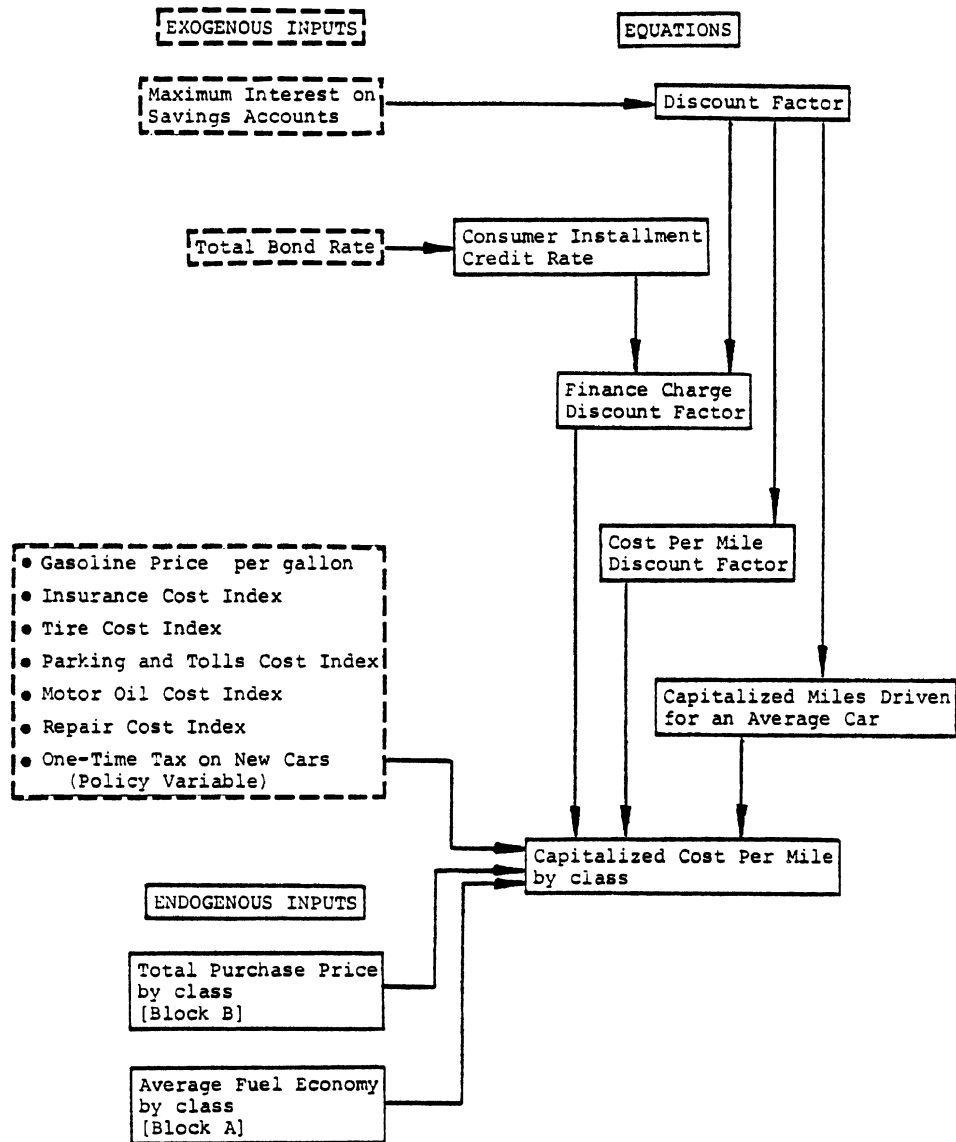 EXOGENOUS INPUTS
EQUATIONS
Maximum Interest on
Savings Accounts
Discount Factor
Total Bond Rate
Consumer Installment
Credit Rate
Finance Charge
Discount Factor
Cost Per Mile
Discount Factor
• Gasoline Price per gallon
• Insurance Cost Index
• Tire Cost Index
• Parking and Tolls Cost Index
• Motor Oil Cost Index
• Repair Cost Index
• One-Time Tax on New Cars
(Policy Variable)
Capitalized Miles Driven
for an Average Car
Capitalized Cost Per Mile
by class
ENDOGENOUS INPUTS
Total Purchase Price
by class
[Block B]
Average Fuel Economy
by class
[Block A]